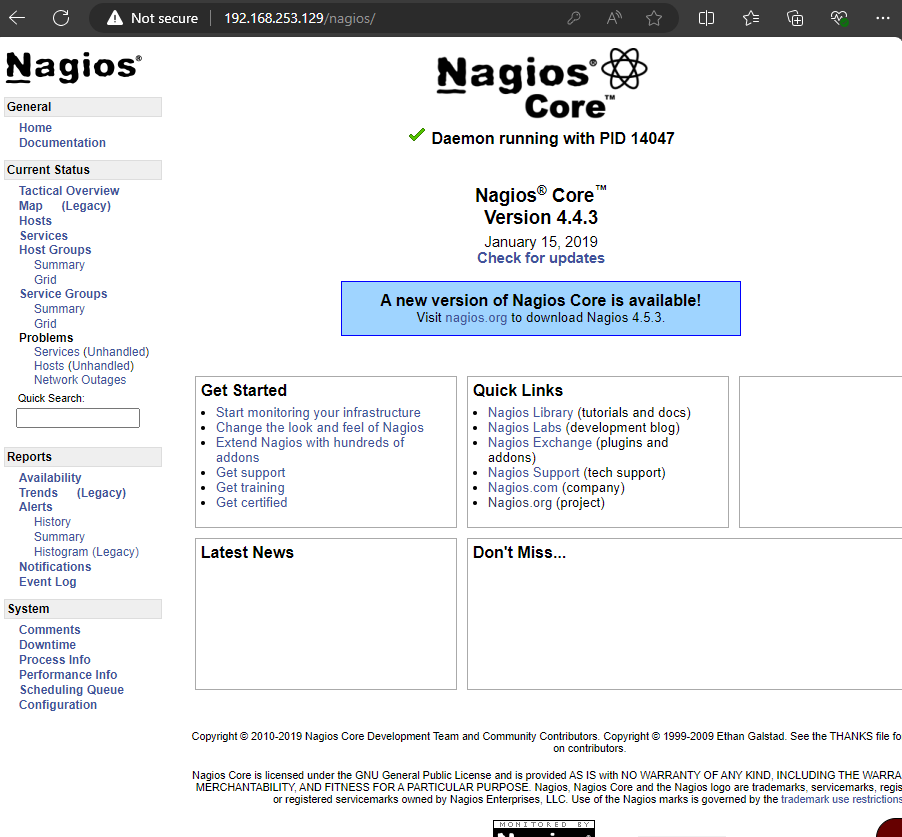 Not secure | 192.168.253.129/nagios/
Nagios®
General
Home
Documentation
Current Status
Tactical Overview
Map (Legacy)
Hosts
Services
Host Groups
Summary
Grid
Service Groups
Summary
Grid
Problems
Services (Unhandled)
Hosts (Unhandled)
Network Outages
Quick Search:
Reports
Availability
Trends (Legacy)
Alerts
History
Summary
Histogram (Legacy)
Notifications
Event Log
System
Comments
Downtime
Process Info
Performance Info
Scheduling Queue
Configuration
Nagios®
Core™
Daemon running with PID 14047
Nagios® Core™
Version 4.4.3
January 15, 2019
Check for updates
A new version of Nagios Core is available!
Visit nagios.org to download Nagios 4.5.3.
Get Started
• Start monitoring your infrastructure
• Change the look and feel of Nagios
• Extend Nagios with hundreds of
addons
• Get support
• Get training
• Get certified
Quick Links
• Nagios Library (tutorials and docs)
• Nagios Labs (development blog)
• Nagios Exchange (plugins and
addons)
• Nagios Support (tech support)
• Nagios.com (company)
• Nagios.org (project)
Latest News
Don't Miss...
Copyright © 2010-2019 Nagios Core Development Team and Community Contributors. Copyright © 1999-2009 Ethan Galstad. See the THANKS file fo
on contributors.
Nagios Core is licensed under the GNU General Public License and is provided AS IS with NO WARRANTY OF ANY KIND, INCLUDING THE WARRA
MERCHANTABILITY, AND FITNESS FOR A PARTICULAR PURPOSE. Nagios, Nagios Core and the Nagios logo are trademarks, servicemarks, regis
or registered servicemarks owned by Nagios Enterprises, LLC. Use of the Nagios marks is governed by the trademark use restrictions
MONITORED BY